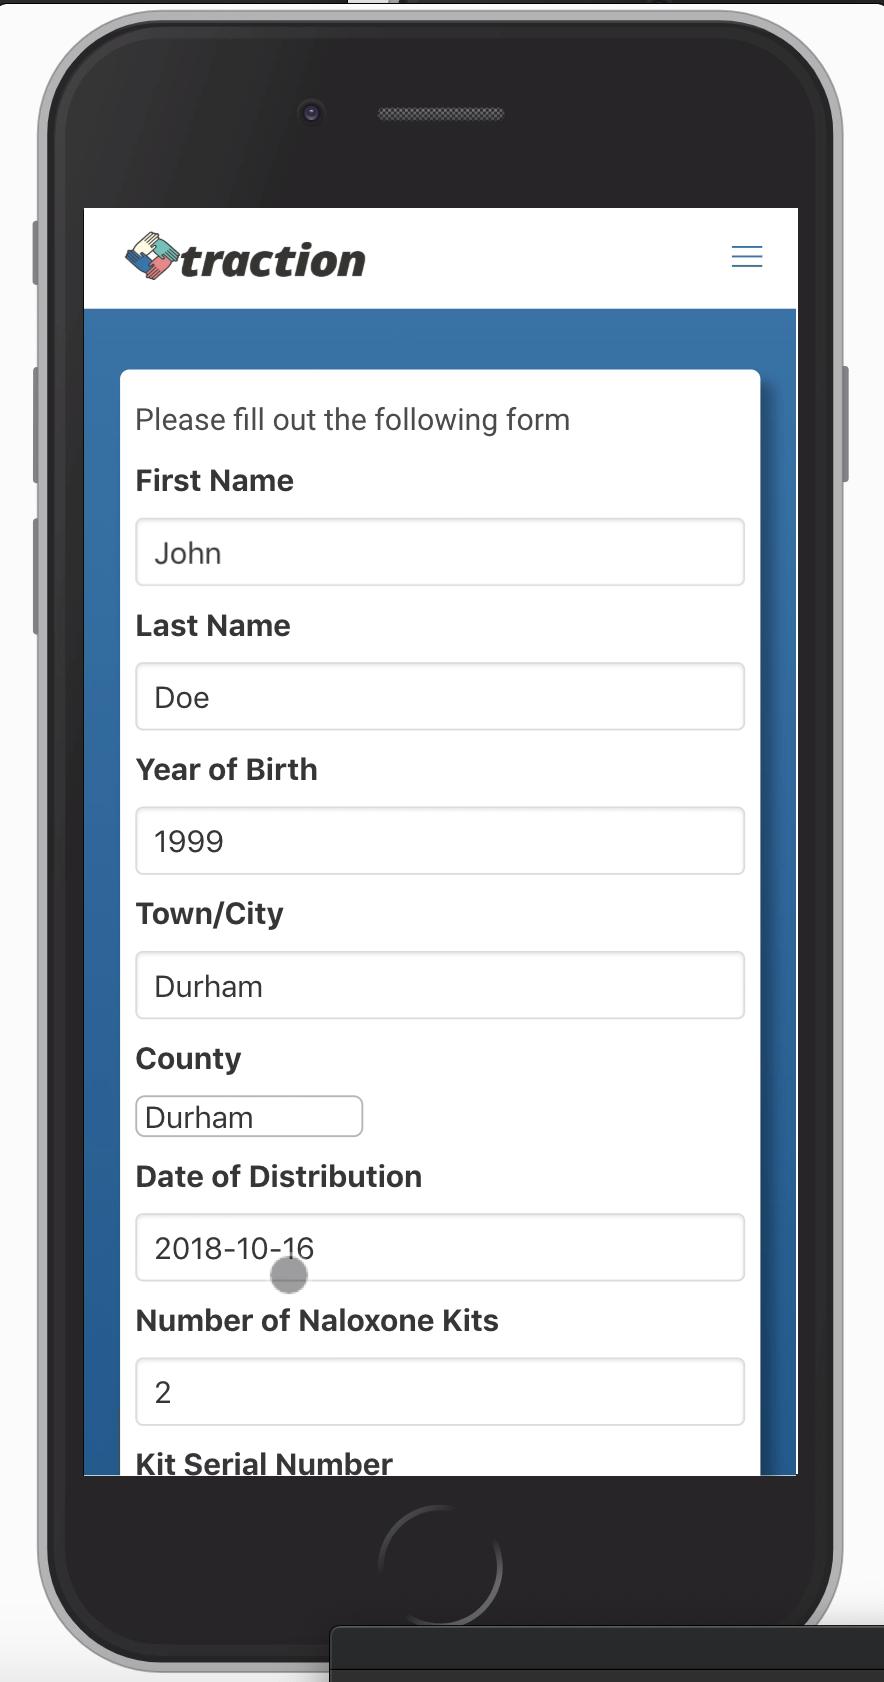 traction
Please fill out the following form
First Name
John
Last Name
Doe
Year of Birth
1999
Town/City
Durham
County
Durham
Date of Distribution
2018-10-16
Number of Naloxone Kits
2
Kit Serial Number